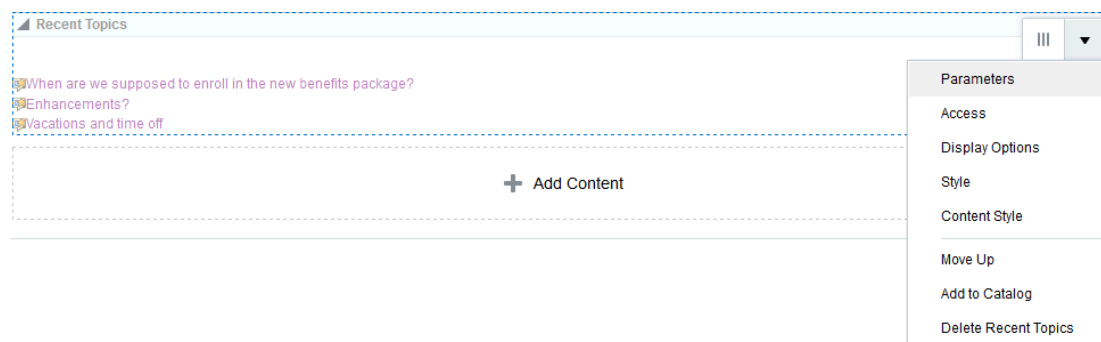 Recent Topics
When are we supposed to enroll in the new benefits package?
Enhancements?
Vacations and time off
Add Content
Parameters
Access
Display Options
Style
Content Style
Move Up
Add to Catalog
Delete Recent Topics